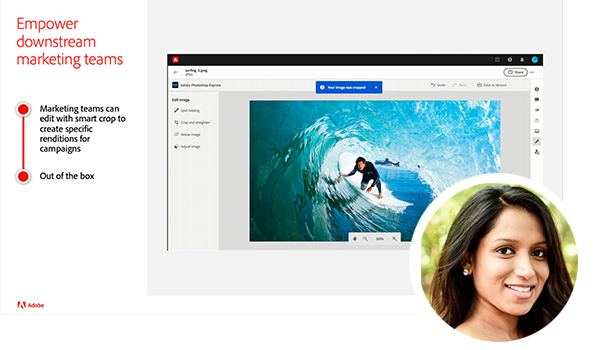 Empower
downstream
marketing teams
Marketing teams can
edit with smart crop to
create specific
renditions for
campaigns
Out of the box
Adobe
surfing_3.jpeg
JPEG
Share
Adobe Photoshop Express
Your image was cropped
Undo
Redo
Save as Version
Edit image
Spot healing
Crop and straighten
Resize image
Adjust image
50%